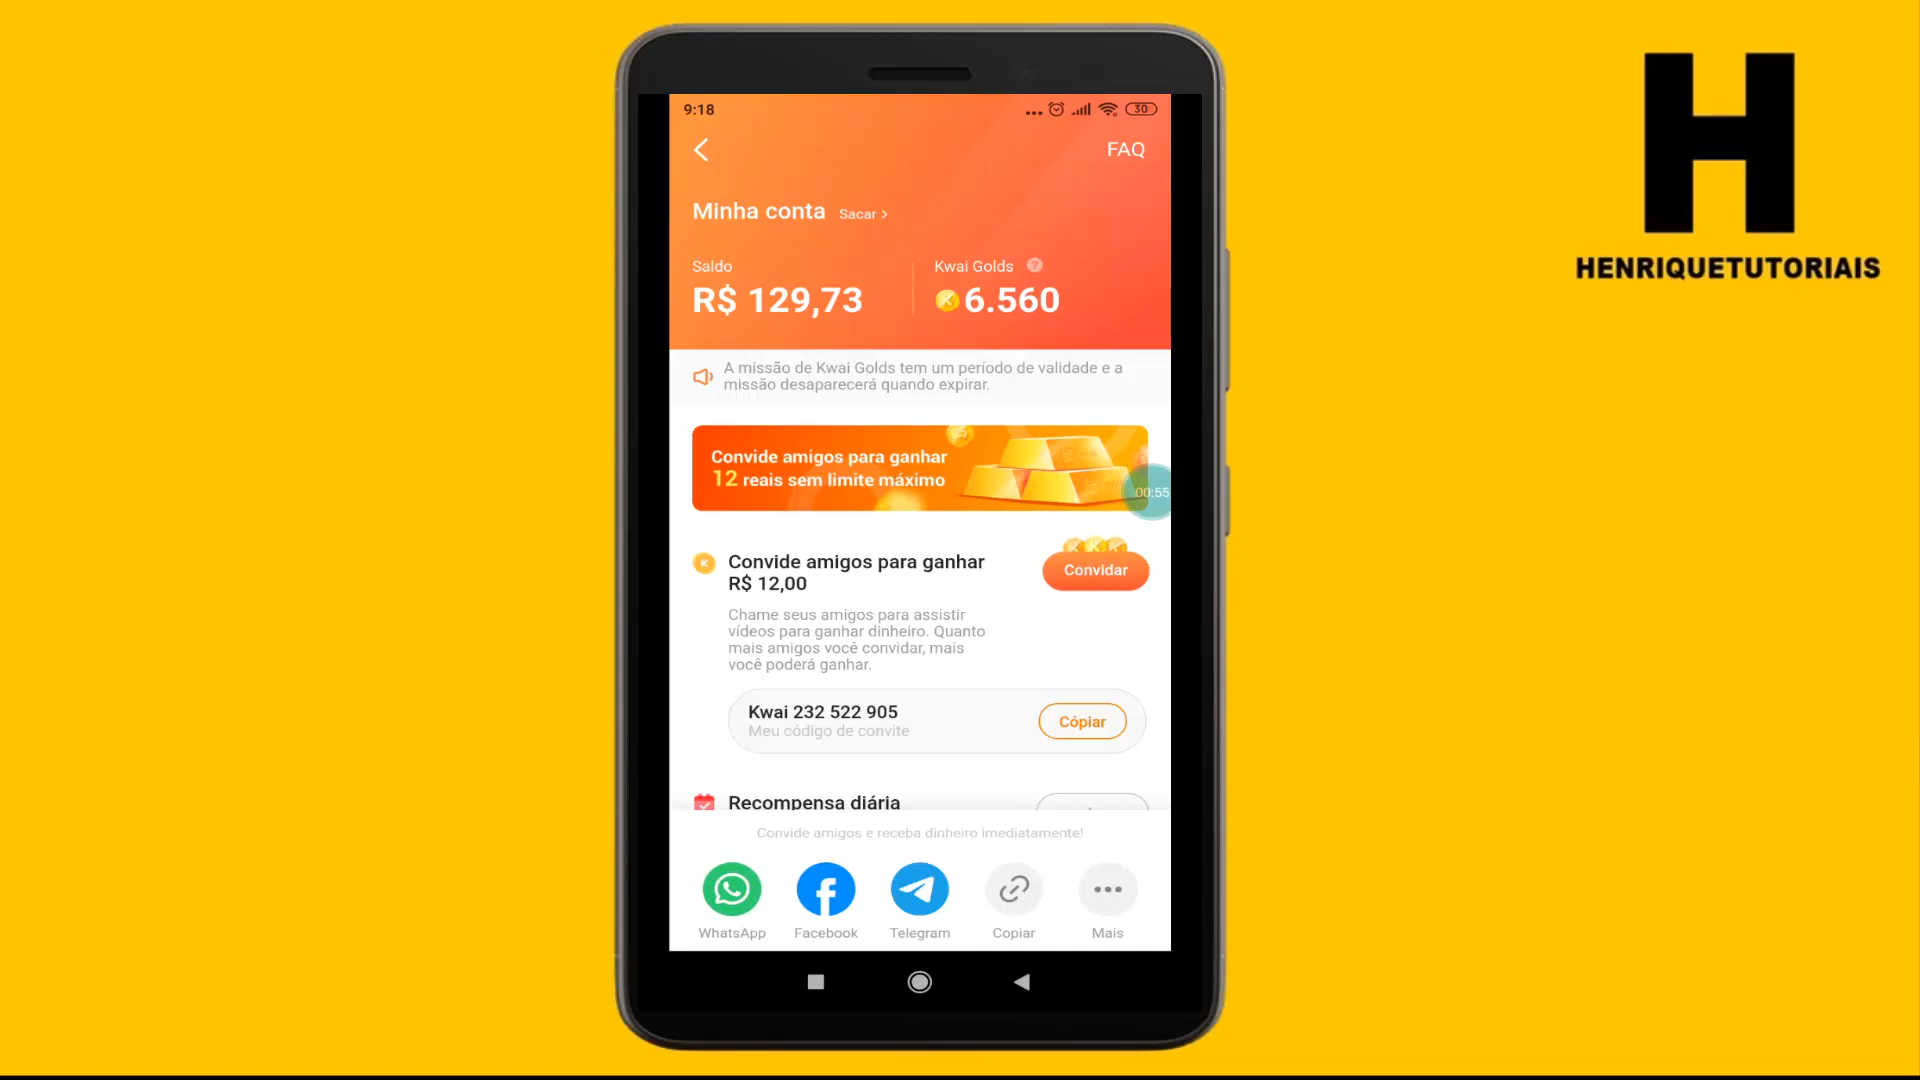 H
HENRIQUETUTORIAIS
9:18
30
FAQ
Minha conta Sacar >
Saldo
R$ 129,73
Kwai Golds ?
6.560
A missão de Kwai Golds tem um período de validade e a
missão desaparecerá quando expirar.
Convide amigos para ganhar
12 reais sem limite máximo
00:55
Convide amigos para ganhar
R$ 12,00
Convidar
Chame seus amigos para assistir
vídeos para ganhar dinheiro. Quanto
mais amigos você convidar, mais
você poderá ganhar.
Kwai 232 522 905
Meu código de convite
Cópiar
Recompensa diária
Convide amigos e receba dinheiro imediatamente!
WhatsApp
Facebook
Telegram
Copiar
Mais